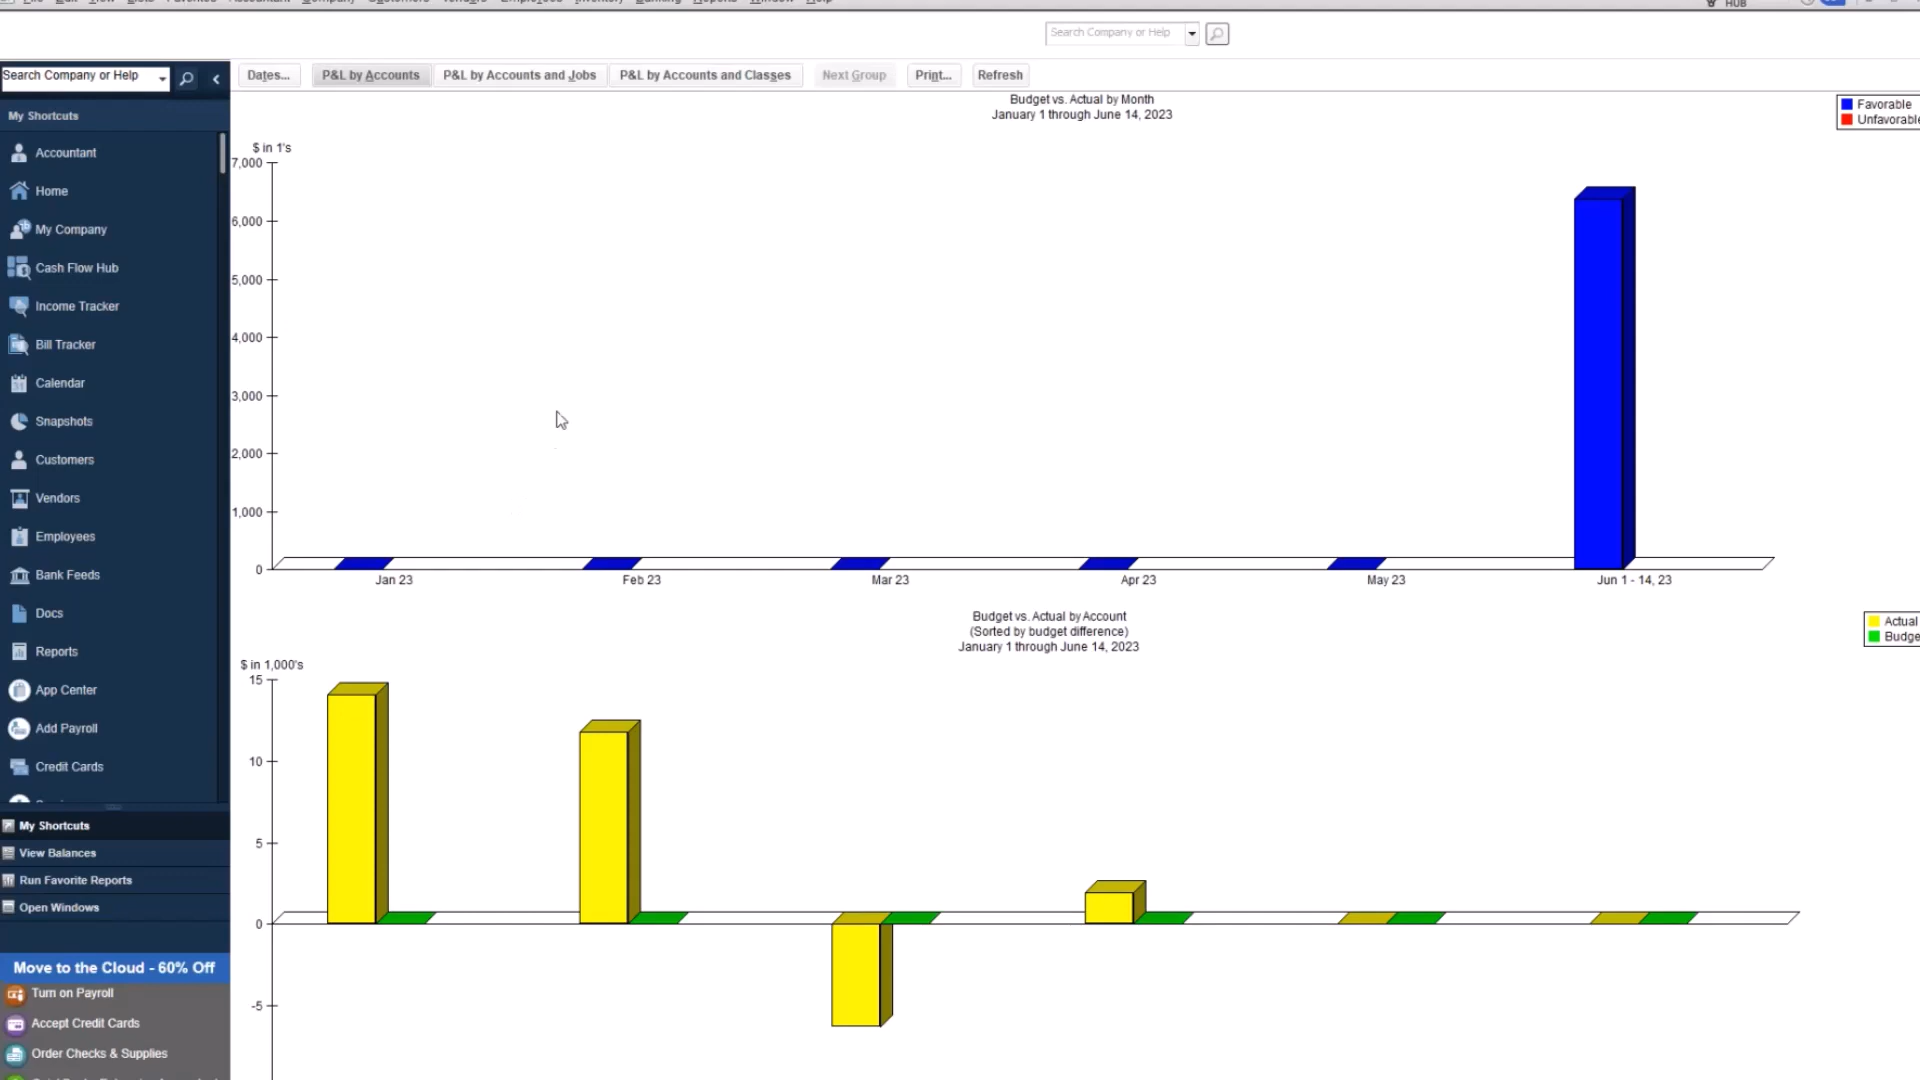 HUB
Search Company or Help
Search Company or Help
Dates...
P&L by Accounts
P&L by Accounts and Jobs
P&L by Accounts and Classes
Next Group
Print...
Refresh
My Shortcuts
Accountant
Home
My Company
Cash Flow Hub
Income Tracker
Bill Tracker
Calendar
Snapshots
Customers
Vendors
Employees
Bank Feeds
Docs
Reports
App Center
Add Payroll
Credit Cards
My Shortcuts
View Balances
Run Favorite Reports
Open Windows
Move to the Cloud - 60% Off
Turn on Payroll
Accept Credit Cards
Order Checks & Supplies
Budget vs. Actual by Month
January 1 through June 14, 2023
Favorable
Unfavorable
$ in 1's
7,000
6,000
5,000
4,000
3,000
2,000
1,000
0
Jan 23
Feb 23
Mar 23
Apr 23
May 23
Jun 1 - 14, 23
Budget vs. Actual by Account
(Sorted by budget difference)
January 1 through June 14, 2023
Actual
Budge
$ in 1,000's
15
10
5
0
-5